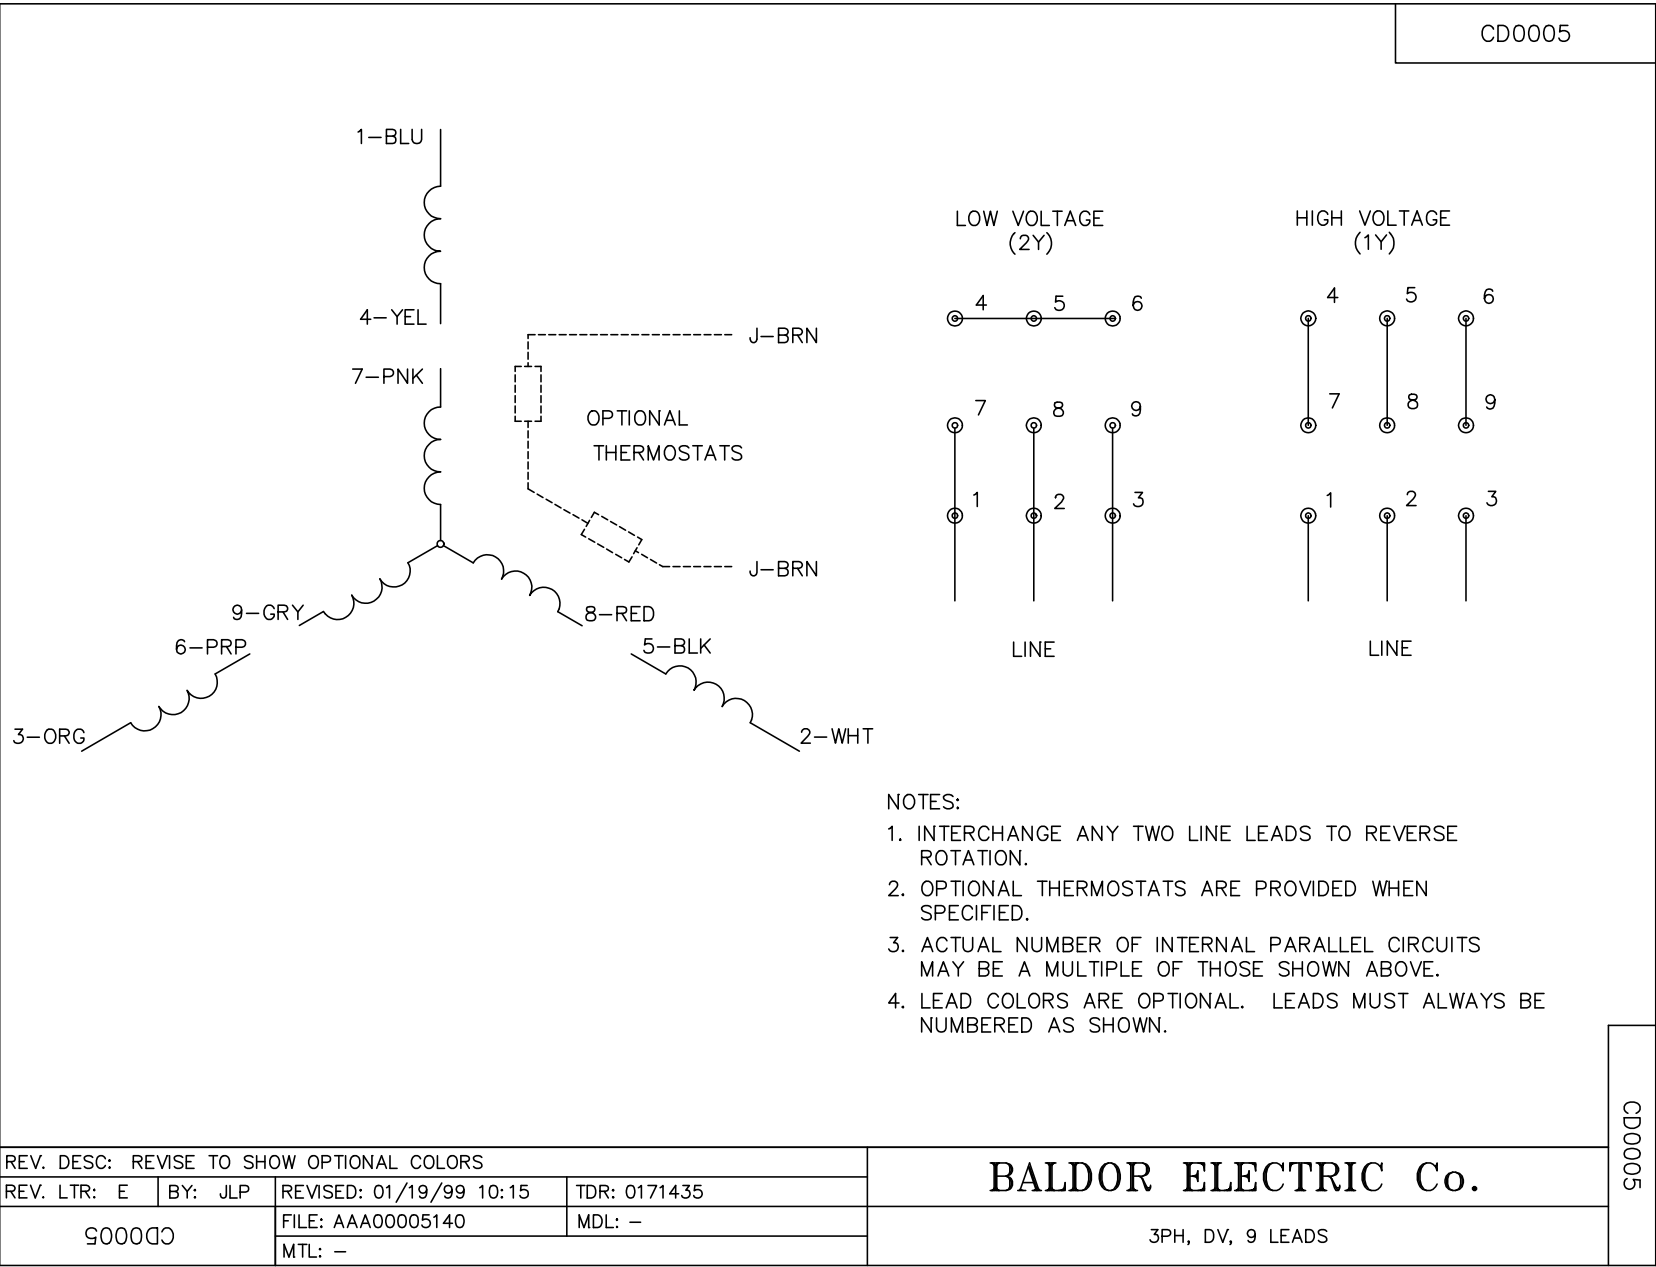 CD0005
1-BLU
4-YEL
7-PNK
J-BRN
OPTIONAL
THERMOSTATS
J-BRN
9-GRY
8-RED
6-PRP
5-BLK
3-ORG
2-WHT
LOW VOLTAGE
(2Y)
4 5 6
7 8 9
1 2 3
LINE
HIGH VOLTAGE
(1Y)
4 5 6
7 8 9
1 2 3
LINE
NOTES:
1. INTERCHANGE ANY TWO LINE LEADS TO REVERSE
ROTATION.
2. OPTIONAL THERMOSTATS ARE PROVIDED WHEN
SPECIFIED.
3. ACTUAL NUMBER OF INTERNAL PARALLEL CIRCUITS
MAY BE A MULTIPLE OF THOSE SHOWN ABOVE.
4. LEAD COLORS ARE OPTIONAL. LEADS MUST ALWAYS BE
NUMBERED AS SHOWN.
CD0005
REV. DESC: REVISE TO SHOW OPTIONAL COLORS
REV. LTR: E BY: JLP REVISED: 01/19/99 10:15 TDR: 0171435
CD0005
FILE: AAA00005140 MDL: -
MTL: -
BALDOR ELECTRIC Co.
3PH, DV, 9 LEADS